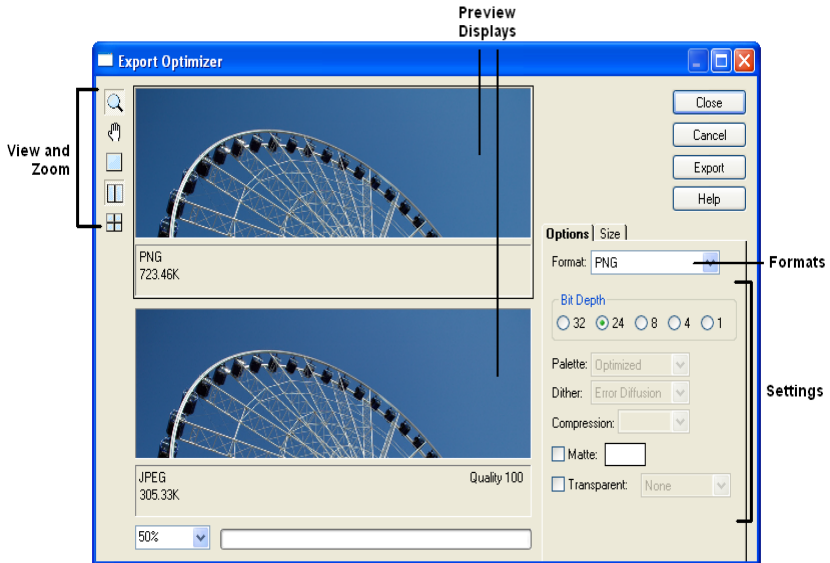 Preview
Displays
Export Optimizer
View and
Zoom
Close
Cancel
Export
Help
PNG
723.46K
Options Size
Format: PNG
Formats
Bit Depth
32 24 8 4 1
Palette: Optimized
Dither: Error Diffusion
Compression:
Matte:
Transparent: None
Settings
JPEG Quality 100
305.33K
50%